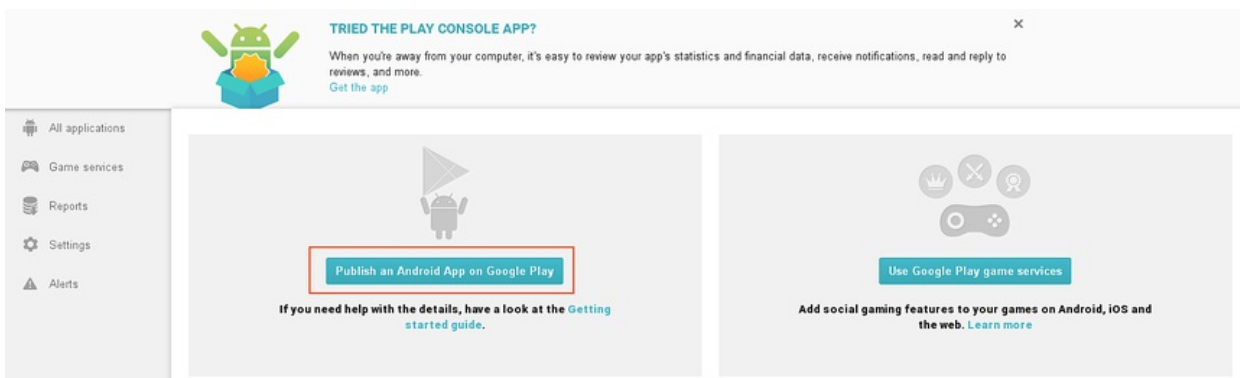 TRIED THE PLAY CONSOLE APP?
When you're away from your computer, it's easy to review your app's statistics and financial data, receive notifications, read and reply to
reviews, and more.
Get the app
All applications
Game services
Reports
Settings
Alerts
Publish an Android App on Google Play
If you need help with the details, have a look at the Getting
started guide.
Use Google Play game services
Add social gaming features to your games on Android, iOS and
the web. Learn more